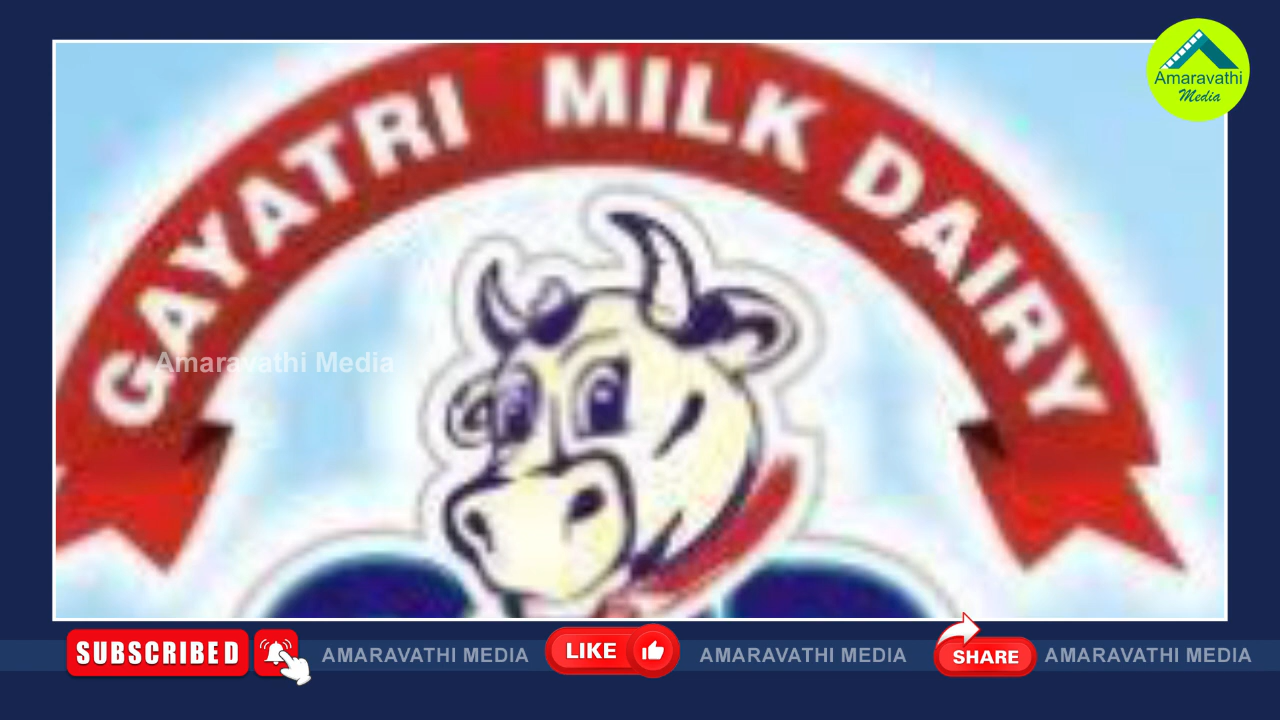 Amaravathi
Media
GAYATRI MILK DAIRY
Amaravathi Media
SUBSCRIBED
AMARAVATHI MEDIA
LIKE
AMARAVATHI MEDIA
SHARE
AMARAVATHI MEDIA